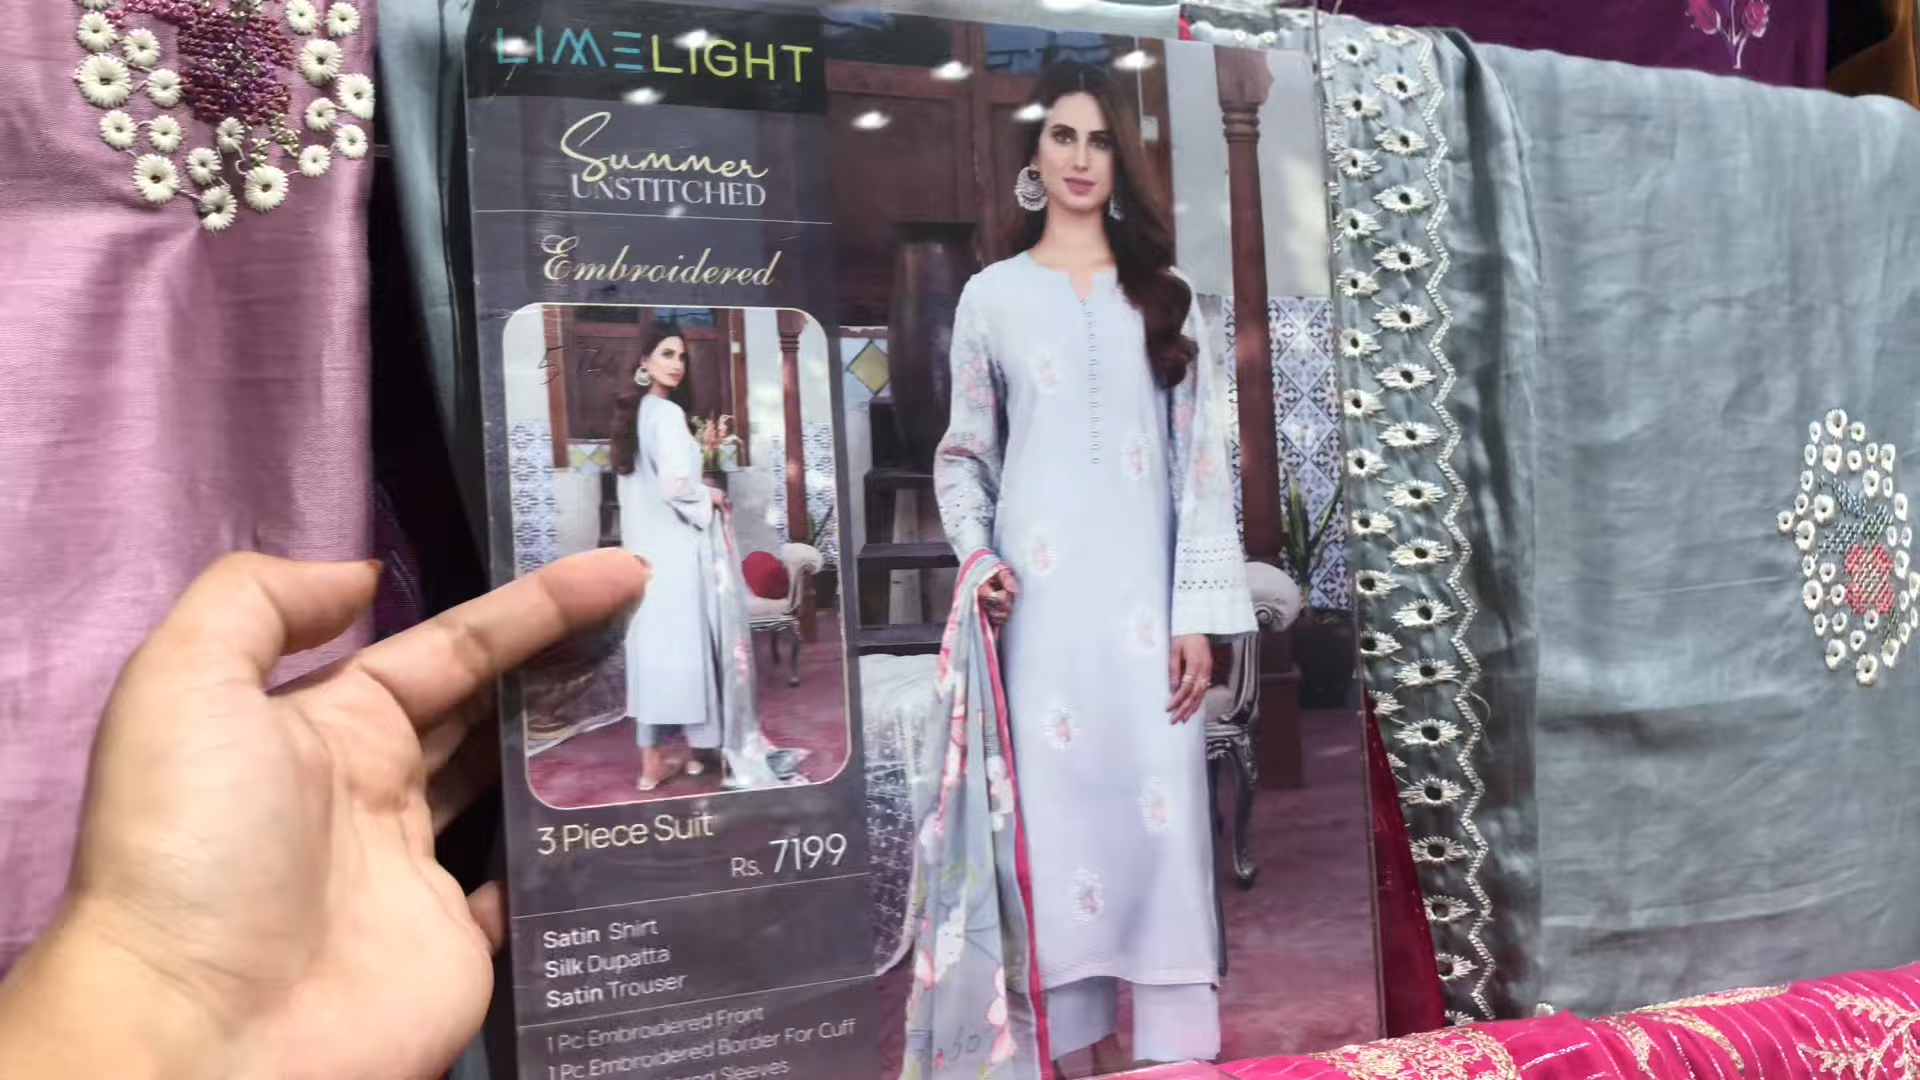 LIMELIGHT
Summer
UNSTITCHED
Embroidered
3 Piece Suit
Rs. 7199
Satin Shirt
Silk Dupatta
Satin Trouser
1 Pc Embroidered Front
1 Pc Embroidered Border For Cuff
Sleeves